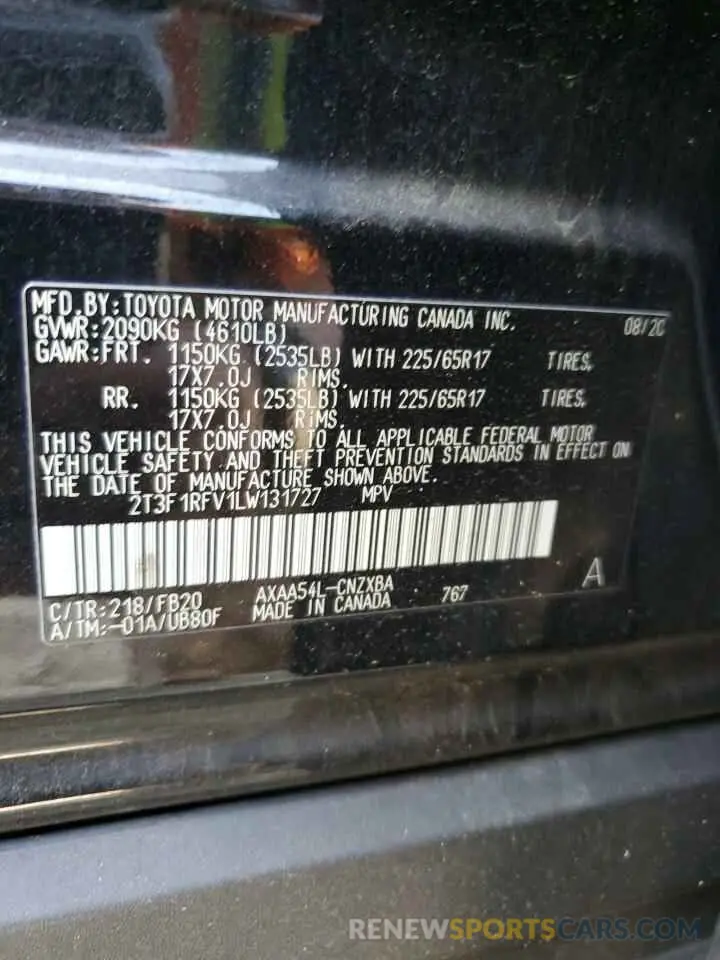 MFD.BY:TOYOTA MOTOR MANUFACTURING CANADA INC. 08/20
GVWR:2090KG (4610LB)
GAWR:FRT. 1150KG (2535LB) WITH 225/65R17 TIRES,
17X7.0J RIMS.
RR. 1150KG (2535LB) WITH 225/65R17 TIRES,
17X7.0J RIMS.
THIS VEHICLE CONFORMS TO ALL APPLICABLE FEDERAL MOTOR
VEHICLE SAFETY AND THEFT PREVENTION STANDARDS IN EFFECT ON
THE DATE OF MANUFACTURE SHOWN ABOVE.
2T3F1RFV1LW131727 MPV
A
C/TR:218/FB20 AXAA54L-CNZXBA 767
A/TM:-01A/UB80F MADE IN CANADA
RENEWSPORTSCARS.COM